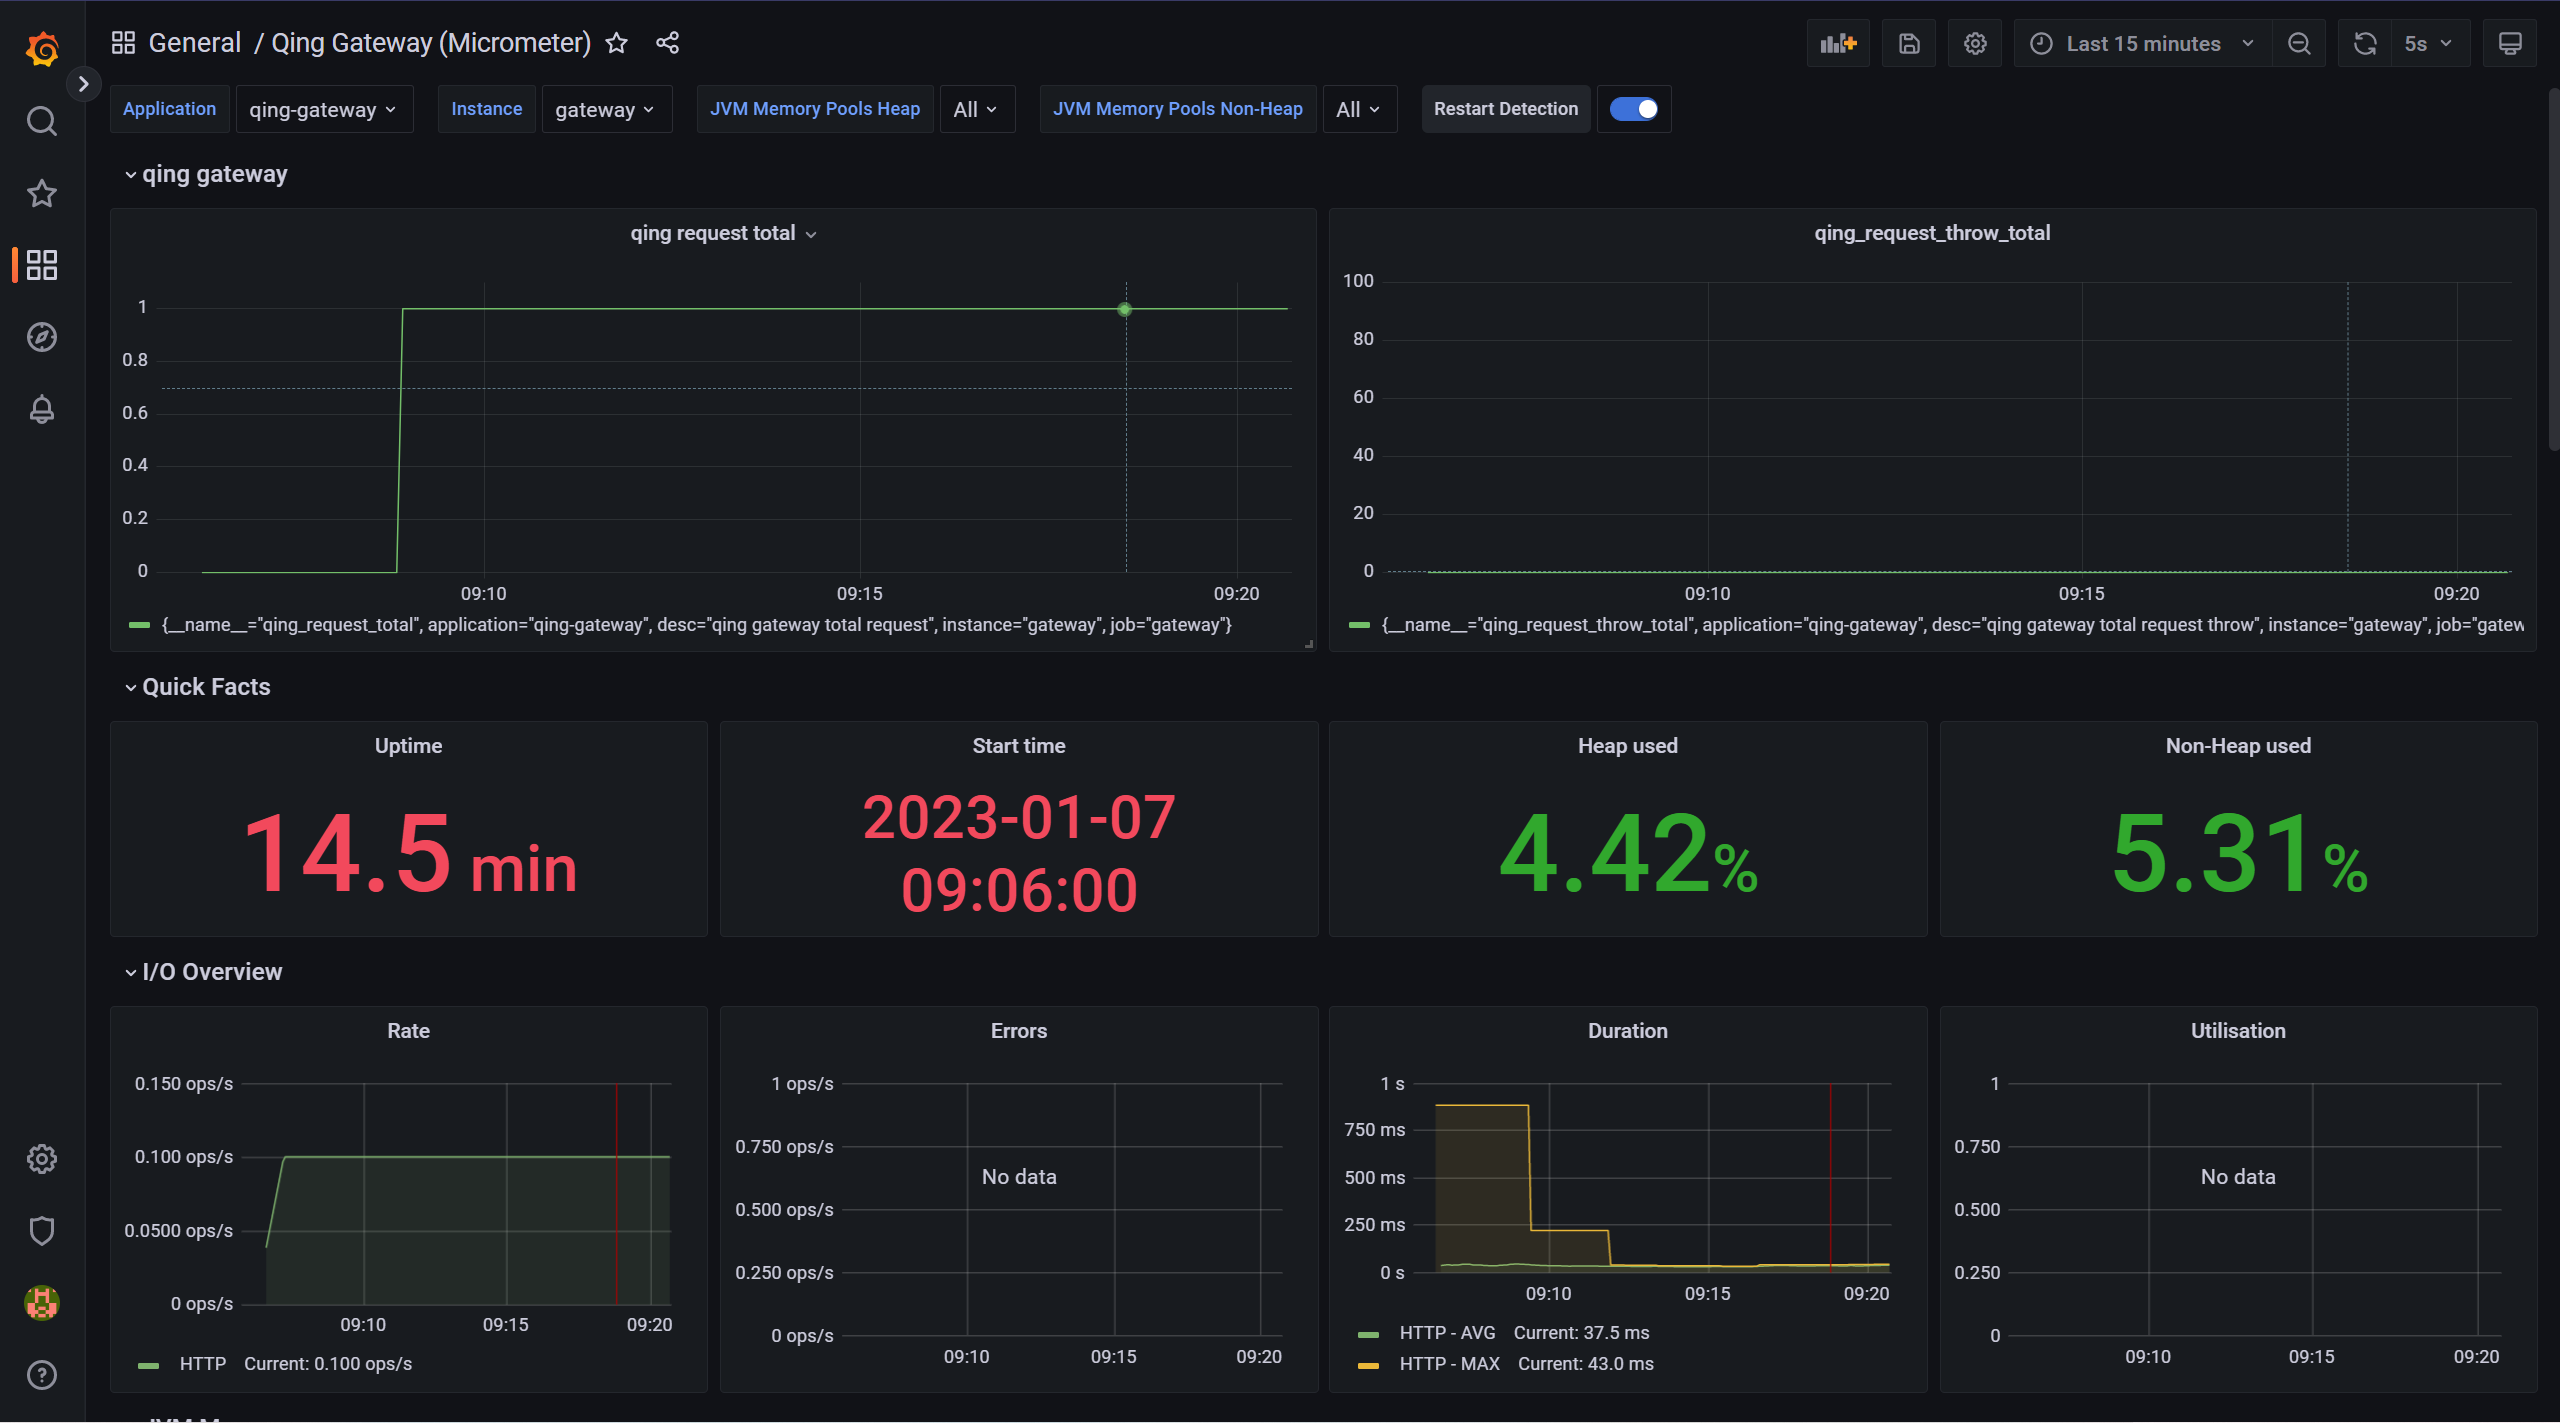 General / Qing Gateway (Micrometer)
Last 15 minutes
5s
Application qing-gateway Instance gateway JVM Memory Pools Heap All JVM Memory Pools Non-Heap All Restart Detection
qing gateway
qing request total
1
0.8
0.6
0.4
0.2
0
09:10 09:15 09:20
{__name__="qing_request_total", application="qing-gateway", desc="qing gateway total request", instance="gateway", job="gateway"}
qing_request_throw_total
100
80
60
40
20
0
09:10 09:15 09:20
{__name__="qing_request_throw_total", application="qing-gateway", desc="qing gateway total request throw", instance="gateway", job="gatew
Quick Facts
Uptime
14.5 min
Start time
2023-01-07
09:06:00
Heap used
4.42%
Non-Heap used
5.31%
I/O Overview
Rate
0.150 ops/s
0.100 ops/s
0.0500 ops/s
0 ops/s
09:10 09:15 09:20
HTTP Current: 0.100 ops/s
Errors
1 ops/s
0.750 ops/s
0.500 ops/s
0.250 ops/s
0 ops/s
No data
09:10 09:15 09:20
Duration
1 s
750 ms
500 ms
250 ms
0 s
09:10 09:15 09:20
HTTP - AVG Current: 37.5 ms
HTTP - MAX Current: 43.0 ms
Utilisation
1
0.750
0.500
0.250
0
No data
09:10 09:15 09:20